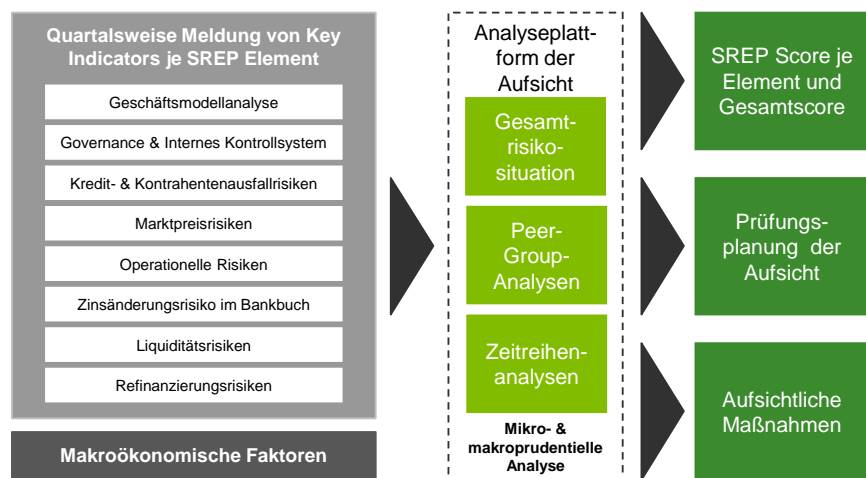 Quartalsweise Meldung von Key
Indicators je SREP Element
Geschäftsmodellanalyse
Governance & Internes Kontrollsystem
Kredit- & Kontrahentenausfallrisiken
Marktpreisrisiken
Operationelle Risiken
Zinsänderungsrisiko im Bankbuch
Liquiditätsrisiken
Refinanzierungsrisiken
Makroökonomische Faktoren
Analyseplatt-
form der
Aufsicht
Gesamt-
risiko-
situation
Peer-
Group-
Analysen
Zeitreihen-
analysen
Mikro- &
makroprudentielle
Analyse
SREP Score je
Element und
Gesamtscore
Prüfungs-
planung der
Aufsicht
Aufsichtliche
Maßnahmen